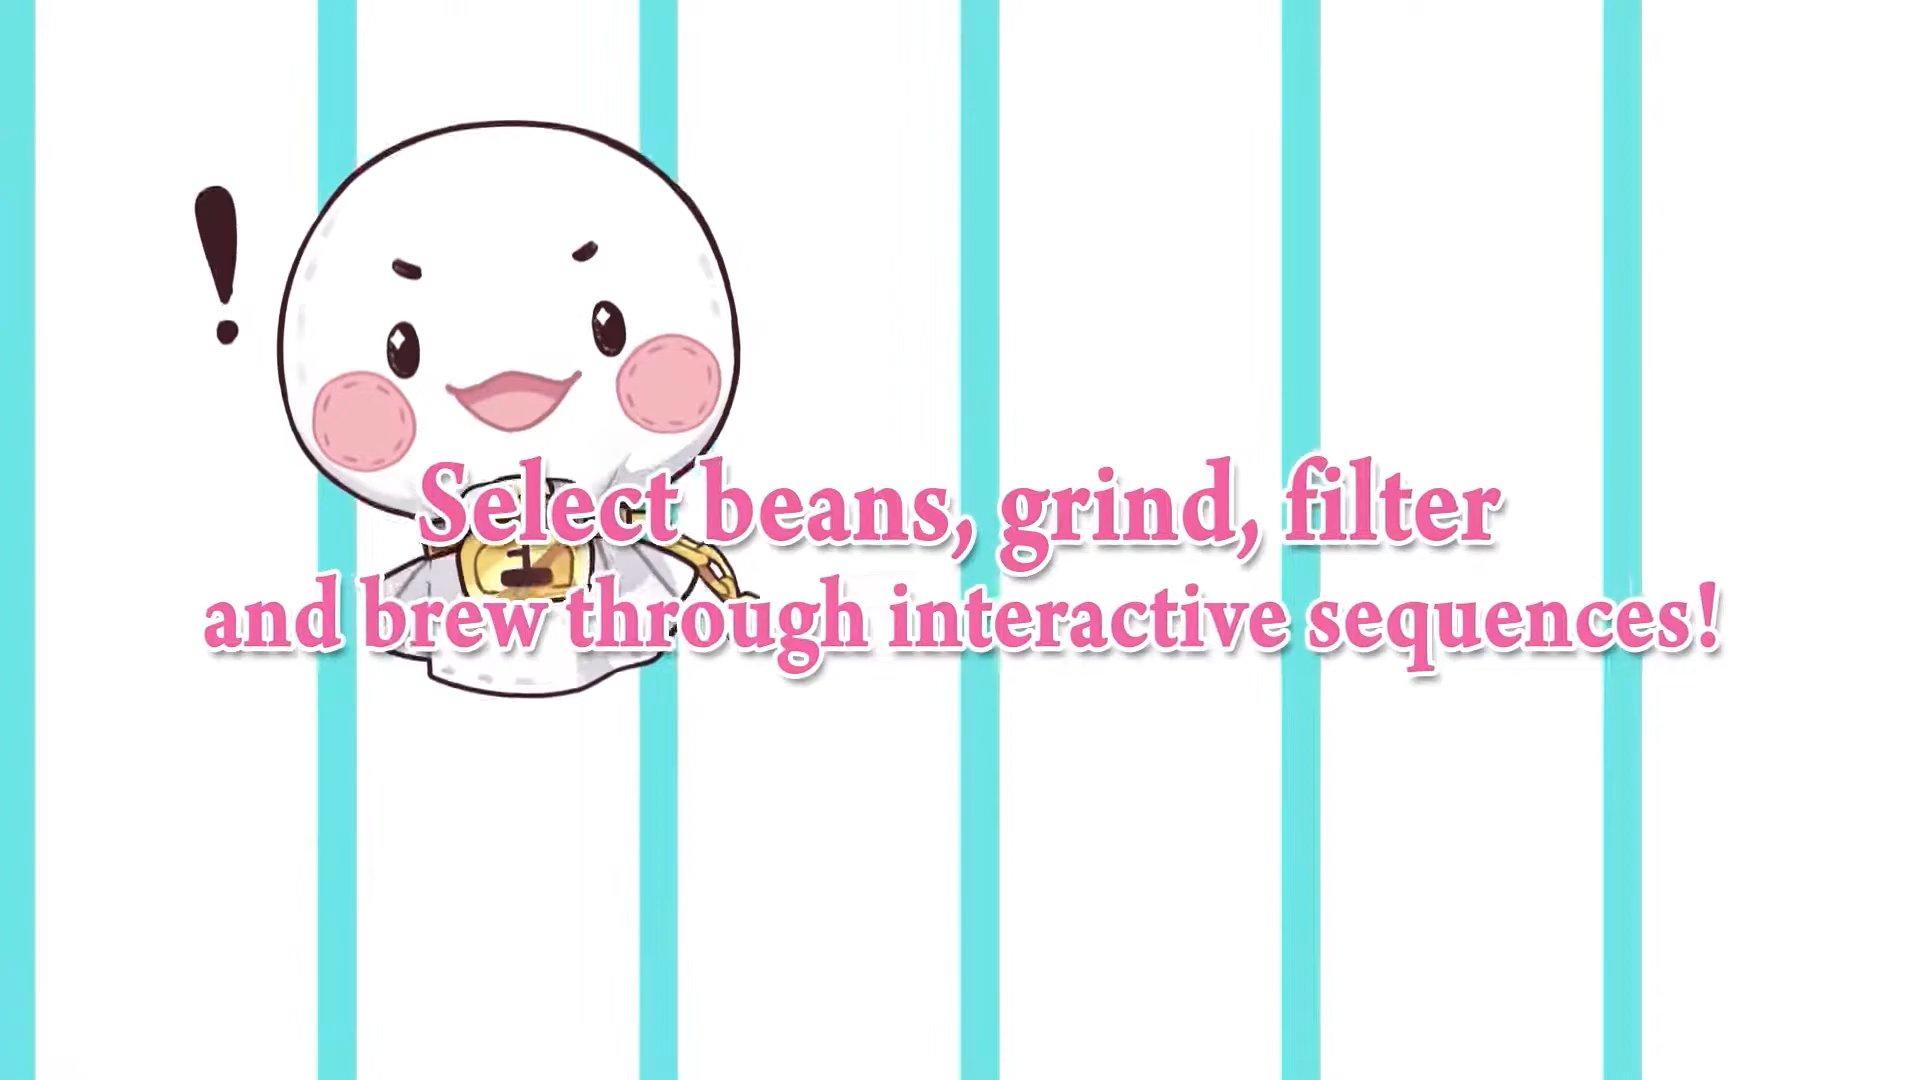 !
Select beans, grind, filter
and brew through interactive sequences!